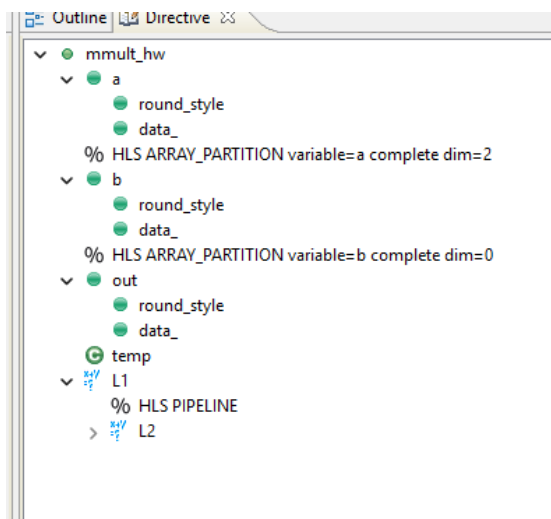 Outline Directive
mmult_hw
a
round_style
data_
% HLS ARRAY_PARTITION variable=a complete dim=2
b
round_style
data_
% HLS ARRAY_PARTITION variable=b complete dim=0
out
round_style
data_
C temp
L1
% HLS PIPELINE
L2